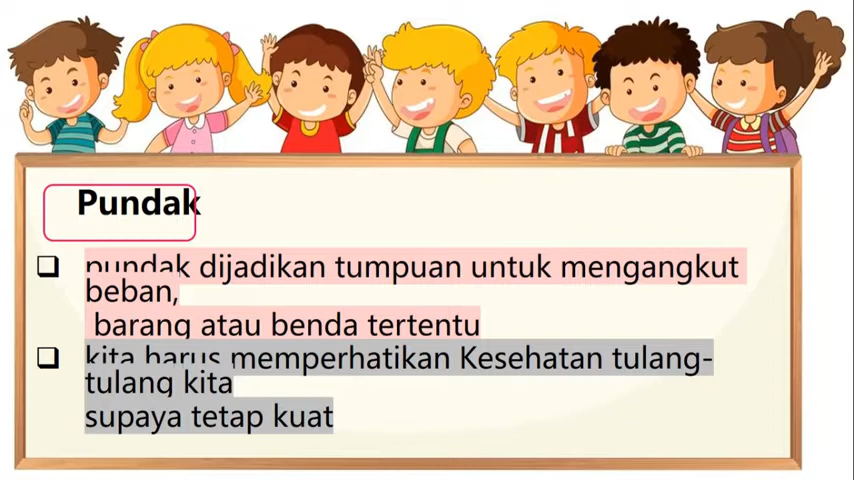 Pundak
pundak dijadikan tumpuan untuk mengangkut
beban,
barang atau benda tertentu
kita harus memperhatikan Kesehatan tulang-
tulang kita
supaya tetap kuat